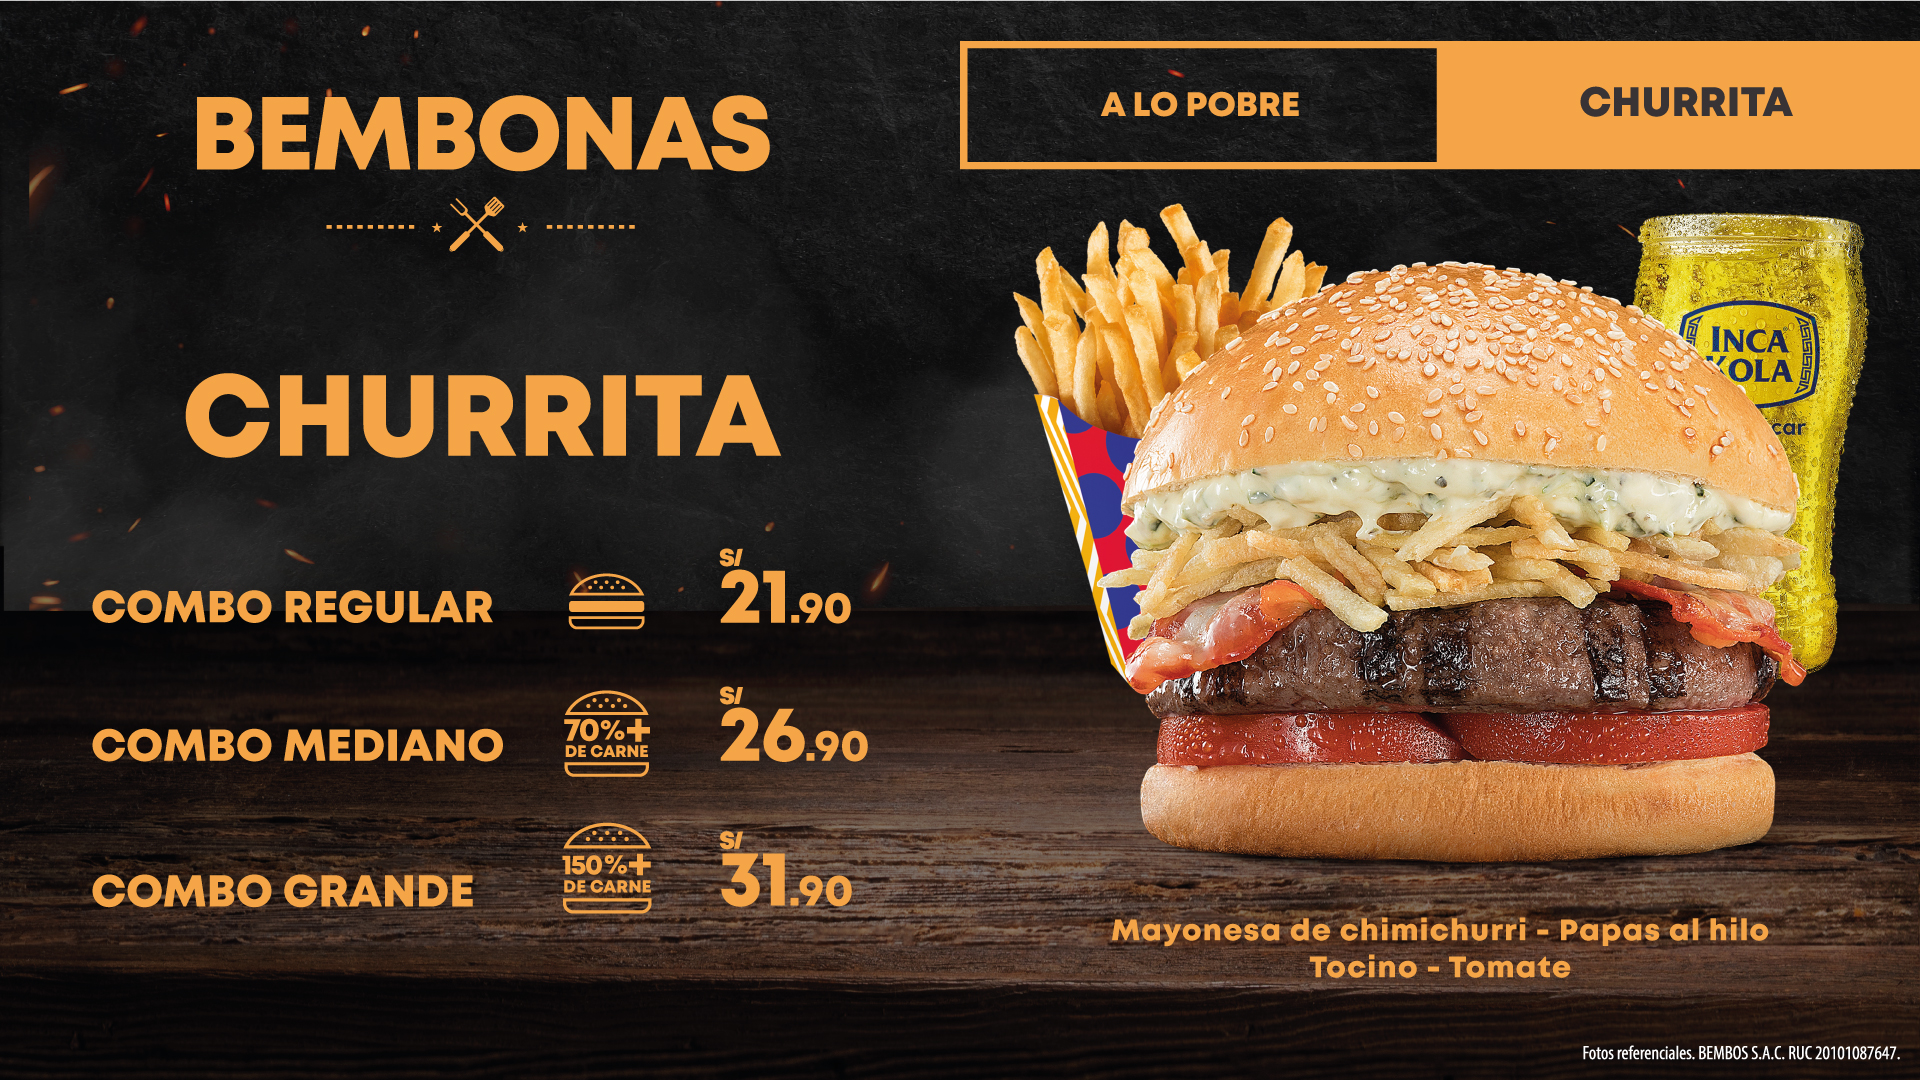 BEMBONAS
A LO POBRE
CHURRITA
CHURRITA
COMBO REGULAR
S/ 21.90
COMBO MEDIANO
70%+
DE CARNE
S/ 26.90
COMBO GRANDE
150%+
DE CARNE
S/ 31.90
INCA
KOLA
car
Mayonesa de chimichurri - Papas al hilo
Tocino - Tomate
Fotos referenciales. BEMBOS S.A.C. RUC 20101087647.